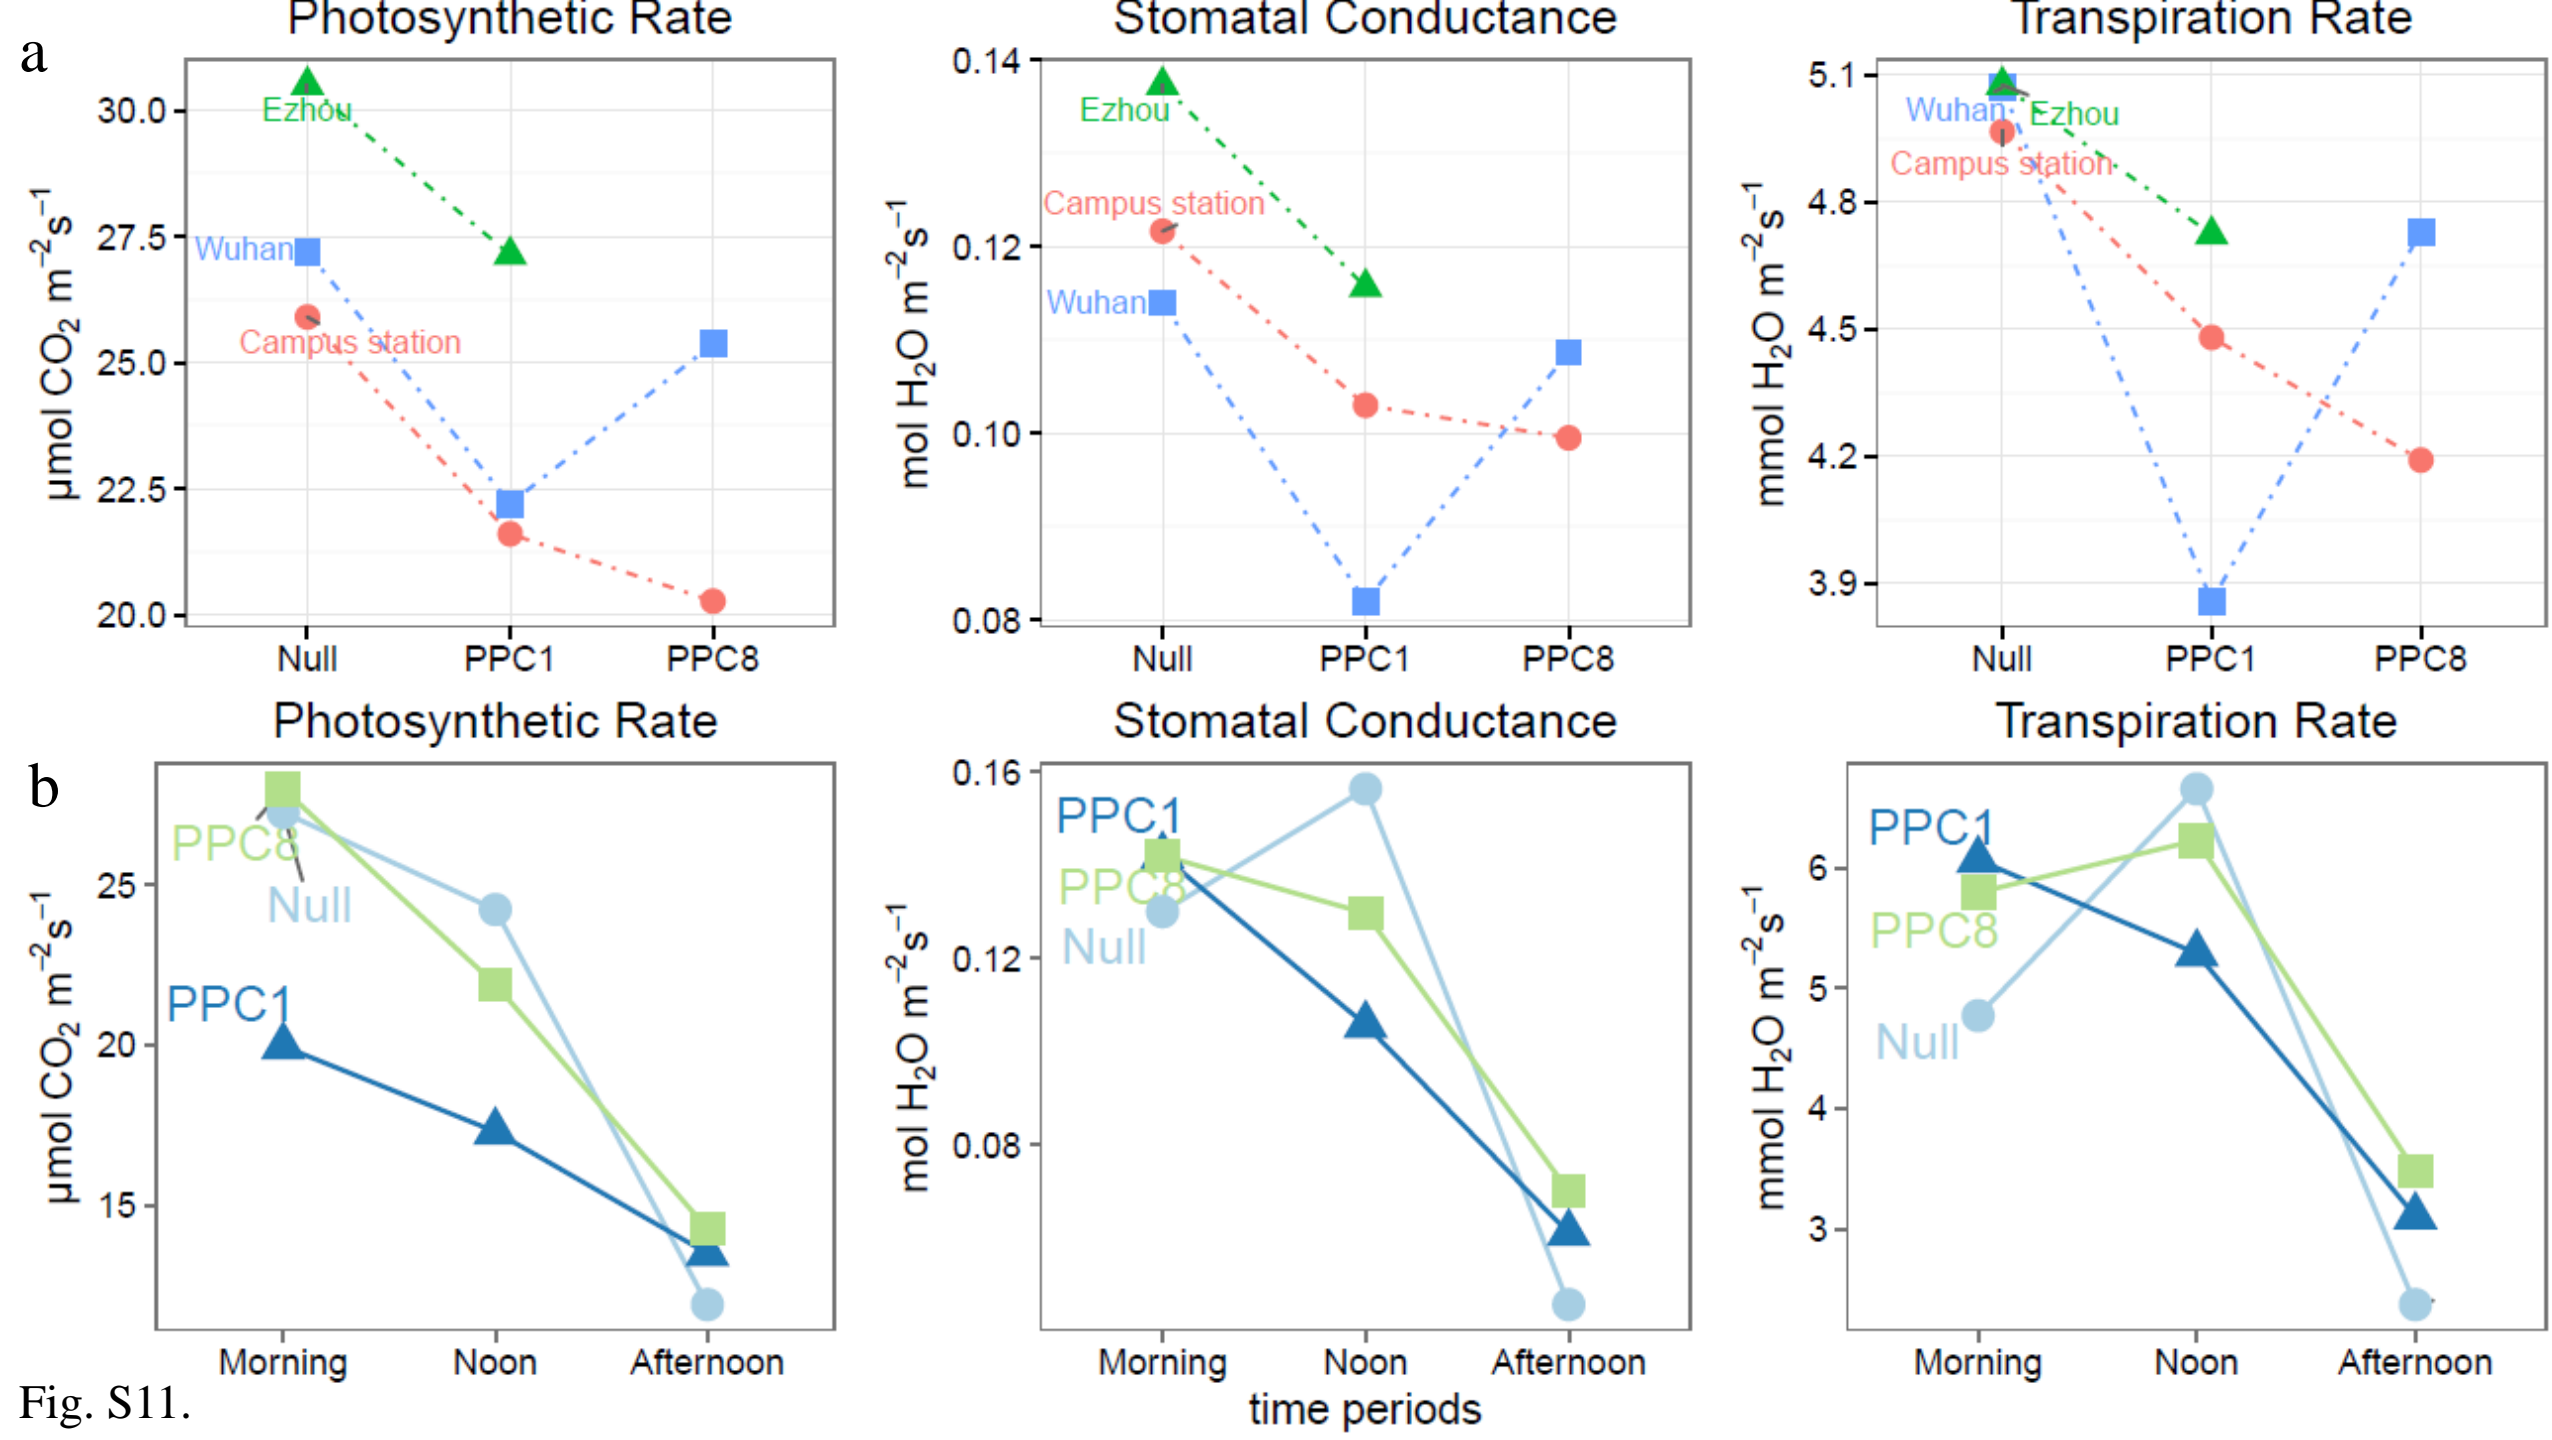 a
Photosynthetic Rate
Stomatal Conductance
Transpiration Rate
µmol CO₂ m⁻²s⁻¹
30.0
27.5
25.0
22.5
20.0
Ezhou
Wuhan
Campus station
Null PPC1 PPC8
mol H₂O m⁻²s⁻¹
0.14
0.12
0.10
0.08
Ezhou
Campus station
Wuhan
Null PPC1 PPC8
mmol H₂O m⁻²s⁻¹
5.1
4.8
4.5
4.2
3.9
Wuhan
Ezhou
Campus station
Null PPC1 PPC8
b
Photosynthetic Rate
Stomatal Conductance
Transpiration Rate
µmol CO₂ m⁻²s⁻¹
25
20
15
PPC8
Null
PPC1
Morning Noon Afternoon
mol H₂O m⁻²s⁻¹
0.16
0.12
0.08
PPC1
PPC8
Null
Morning Noon Afternoon
mmol H₂O m⁻²s⁻¹
6
5
4
3
PPC1
PPC8
Null
Morning Noon Afternoon
time periods
Fig. S11.